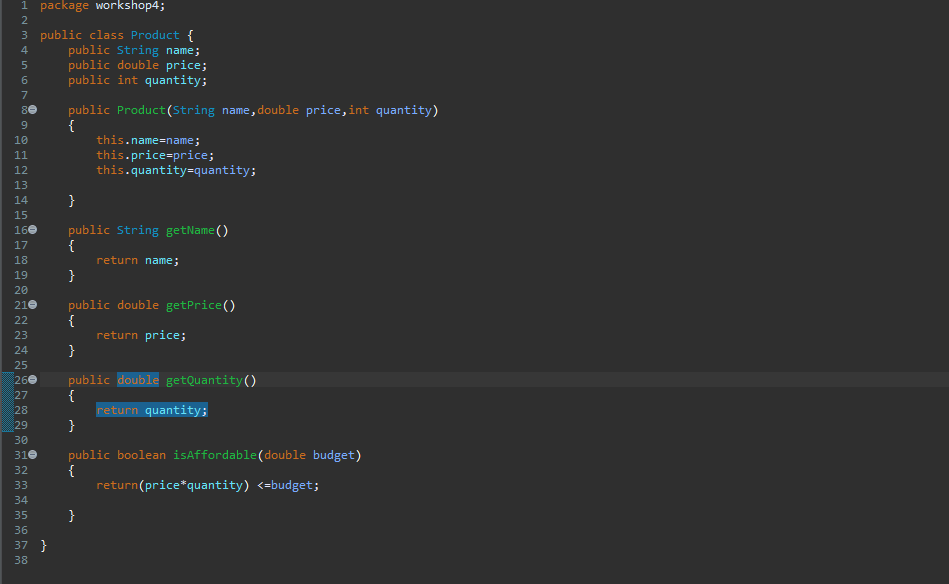 1 package workshop4;
2
3 public class Product {
4     public String name;
5     public double price;
6     public int quantity;
7
8     public Product(String name,double price,int quantity)
9     {
10         this.name=name;
11         this.price=price;
12         this.quantity=quantity;
13
14     }
15
16     public String getName()
17     {
18         return name;
19     }
20
21     public double getPrice()
22     {
23         return price;
24     }
25
26     public double getQuantity()
27     {
28         return quantity;
29     }
30
31     public boolean isAffordable(double budget)
32     {
33         return(price*quantity) <=budget;
34
35     }
36
37 }
38